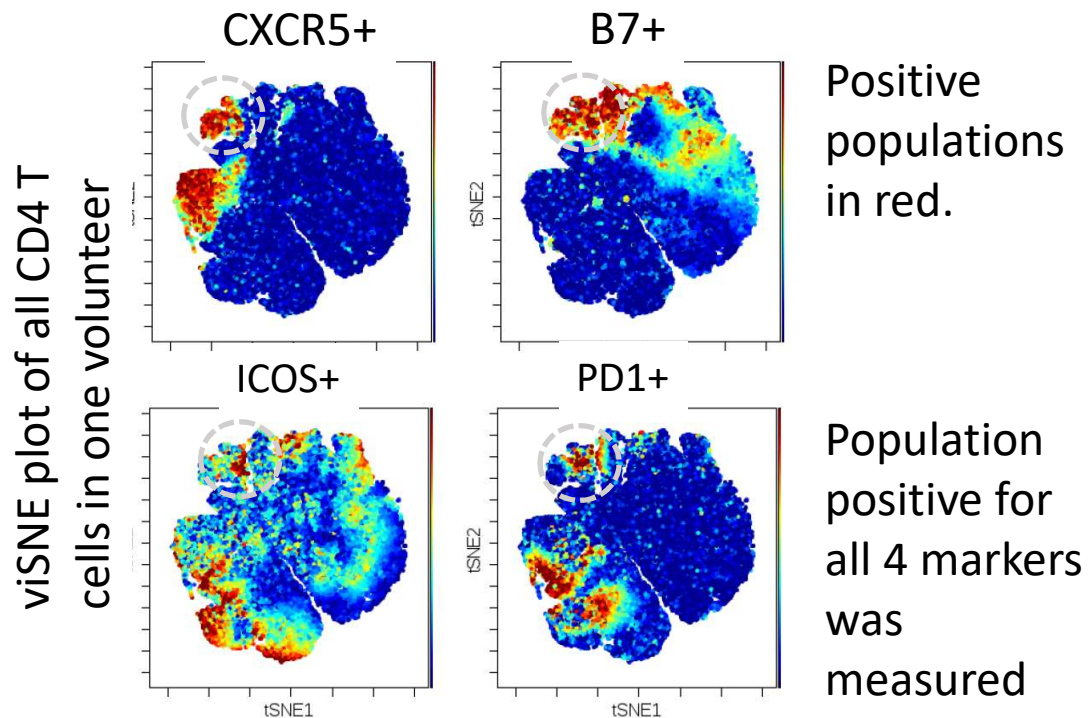 viSNE plot of all CD4 T
cells in one volunteer
CXCR5+
B7+
tSNE2
Positive
populations
in red.
ICOS+
PD1+
tSNE2
tSNE1
tSNE1
Population
positive for
all 4 markers
was
measured